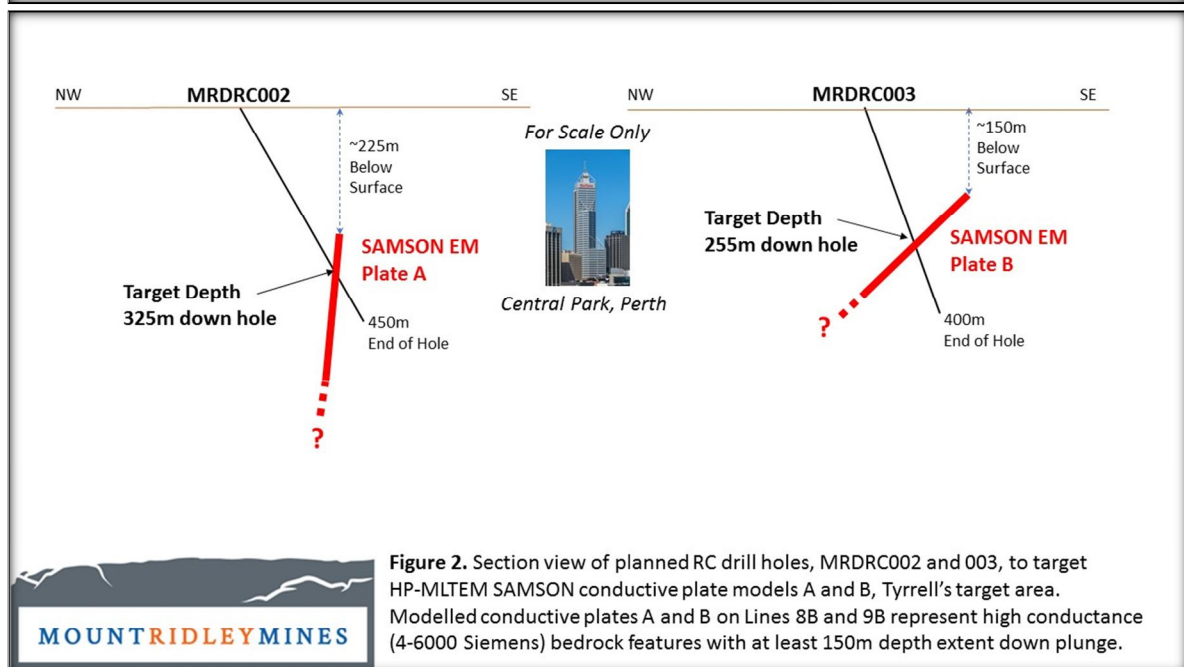 NW
MRDRC002
SE
~225m
Below
Surface
SAMSON EM
Plate A
Target Depth
325m down hole
450m
End of Hole
?
For Scale Only
Central Park, Perth
NW
MRDRC003
SE
~150m
Below
Surface
Target Depth
255m down hole
SAMSON EM
Plate B
?
400m
End of Hole
MOUNTRIDLEYMINES
Figure 2. Section view of planned RC drill holes, MRDRC002 and 003, to target
HP-MLTEM SAMSON conductive plate models A and B, Tyrrell’s target area.
Modelled conductive plates A and B on Lines 8B and 9B represent high conductance
(4-6000 Siemens) bedrock features with at least 150m depth extent down plunge.